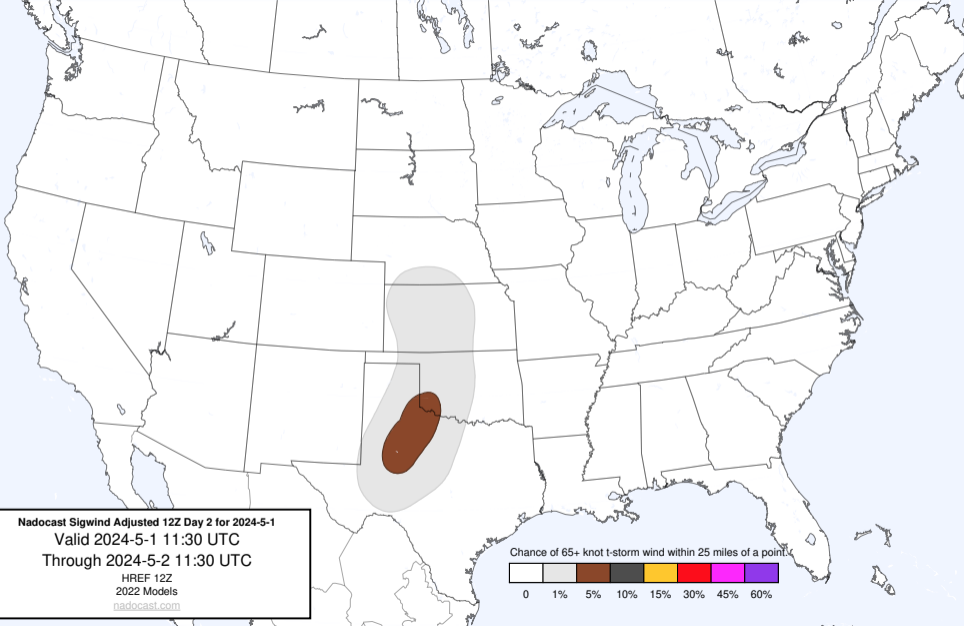 Nadocast Sigwind Adjusted 12Z Day 2 for 2024-5-1
Valid 2024-5-1 11:30 UTC
Through 2024-5-2 11:30 UTC
HREF 12Z
2022 Models
nadocast.com
Chance of 65+ knot t-storm wind within 25 miles of a point.
0 1% 5% 10% 15% 30% 45% 60%